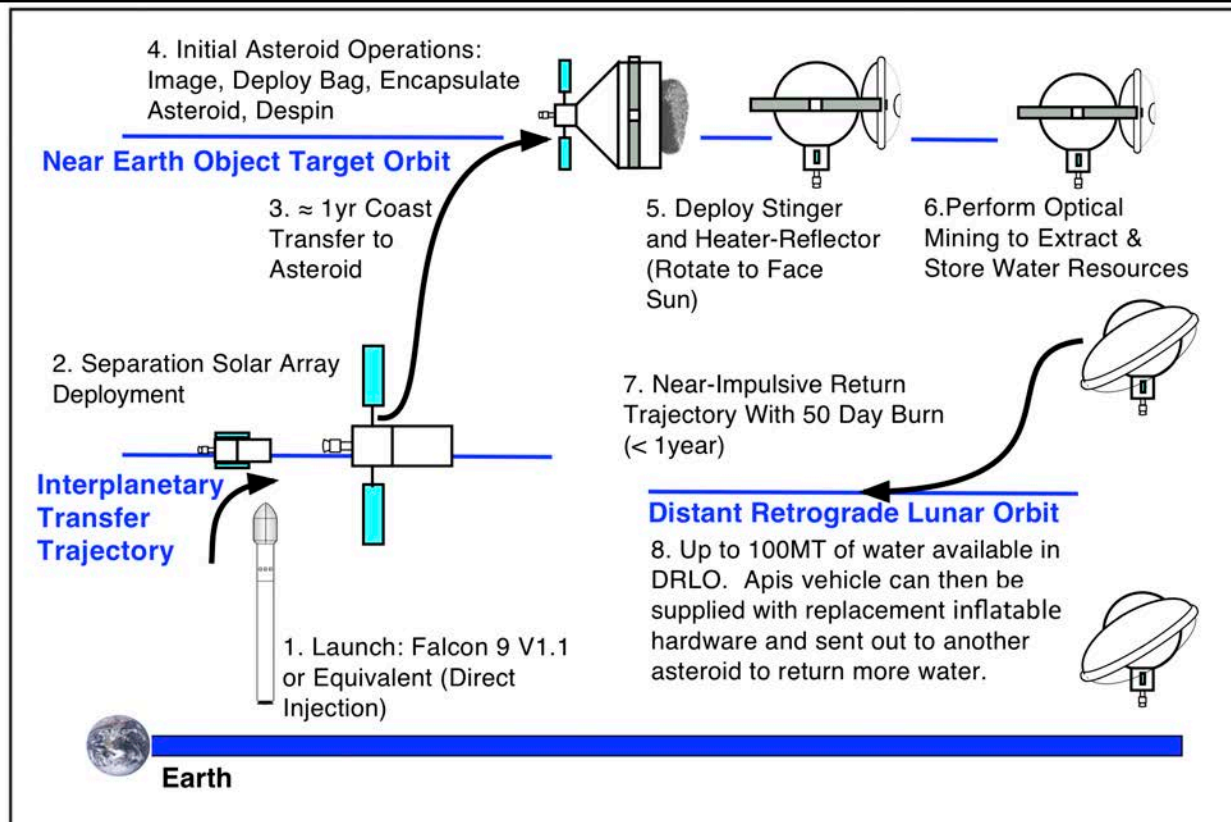 4. Initial Asteroid Operations:
Image, Deploy Bag, Encapsulate
Asteroid, Despin
Near Earth Object Target Orbit
3. ≈ 1yr Coast
Transfer to
Asteroid
5. Deploy Stinger
and Heater-Reflector
(Rotate to Face
Sun)
6.Perform Optical
Mining to Extract &
Store Water Resources
2. Separation Solar Array
Deployment
7. Near-Impulsive Return
Trajectory With 50 Day Burn
(< 1year)
Interplanetary
Transfer
Trajectory
Distant Retrograde Lunar Orbit
8. Up to 100MT of water available in
DRLO. Apis vehicle can then be
supplied with replacement inflatable
hardware and sent out to another
asteroid to return more water.
1. Launch: Falcon 9 V1.1
or Equivalent (Direct
Injection)
Earth